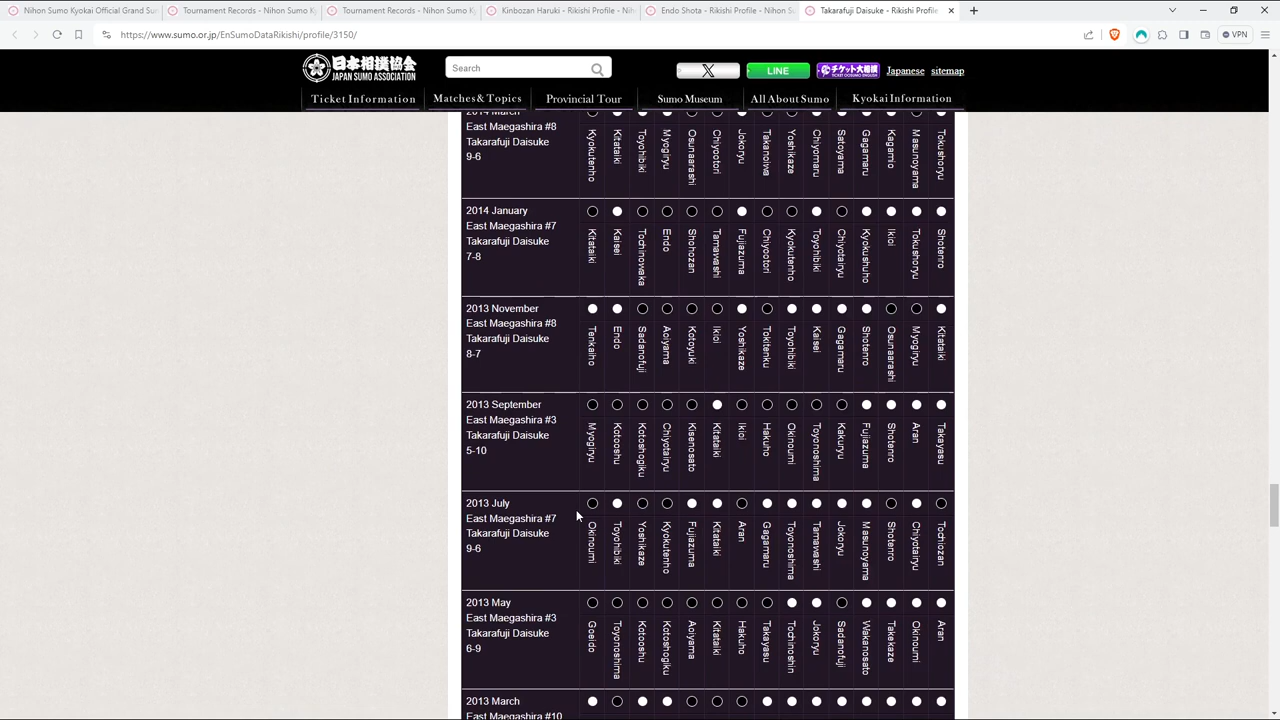 Nihon Sumo Kyokai Official Grand Sum
Tournament Records - Nihon Sumo Ky
Tournament Records - Nihon Sumo Ky
Kinbozan Haruki - Rikishi Profile - Nih
Endo Shota - Rikishi Profile - Nihon S
Takarafuji Daisuke - Rikishi Profile
https://www.sumo.or.jp/EnSumoDataRikishi/profile/3150/
VPN
日本相撲協会
JAPAN SUMO ASSOCIATION
Search
X
LINE
チケット大相撲
Japanese
sitemap
Ticket Information
Matches & Topics
Provincial Tour
Sumo Museum
All About Sumo
Kyokai Information
2014 March
East Maegashira #8
Takarafuji Daisuke
9-6
Kyokutenho
Kitataiki
Toyohibiki
Myogiryu
Osunaarashi
Chiyootori
Jokoryu
Takanoiwa
Yoshikaze
Chiyomaru
Satoyama
Gagamaru
Kagamio
Masunoyama
Tokushoryu
2014 January
East Maegashira #7
Takarafuji Daisuke
7-8
Kitataiki
Kaisei
Tochinowaka
Endo
Shohozan
Tamawashi
Fujiazuma
Chiyootori
Kyokutenho
Toyohibiki
Chiyotairyu
Kyokushuho
Ikioi
Tokushoryu
Shotenro
2013 November
East Maegashira #8
Takarafuji Daisuke
8-7
Tenkaiho
Endo
Sadanofuji
Aoiyama
Kotoyuki
Ikioi
Yoshikaze
Tokitenku
Toyohibiki
Kaisei
Gagamaru
Shotenro
Osunaarashi
Myogiryu
Kitataiki
2013 September
East Maegashira #3
Takarafuji Daisuke
5-10
Myogiryu
Kotooshu
Kotoshogiku
Chiyotairyu
Kisenosato
Kitataiki
Ikioi
Hakuho
Okinoumi
Toyonoshima
Kakuryu
Fujiazuma
Shotenro
Aran
Takayasu
2013 July
East Maegashira #7
Takarafuji Daisuke
9-6
Okinoumi
Toyohibiki
Yoshikaze
Kyokutenho
Fujiazuma
Kitataiki
Aran
Gagamaru
Toyonoshima
Tamawashi
Jokoryu
Masunoyama
Shotenro
Chiyotairyu
Tochiozan
2013 May
East Maegashira #3
Takarafuji Daisuke
6-9
Goeido
Toyonoshima
Kotooshu
Kotoshogiku
Aoiyama
Kitataiki
Hakuho
Takayasu
Tochinoshin
Jokoryu
Sadanofuji
Wakanosato
Takekaze
Okinoumi
Aran
2013 March
East Maegashira #10